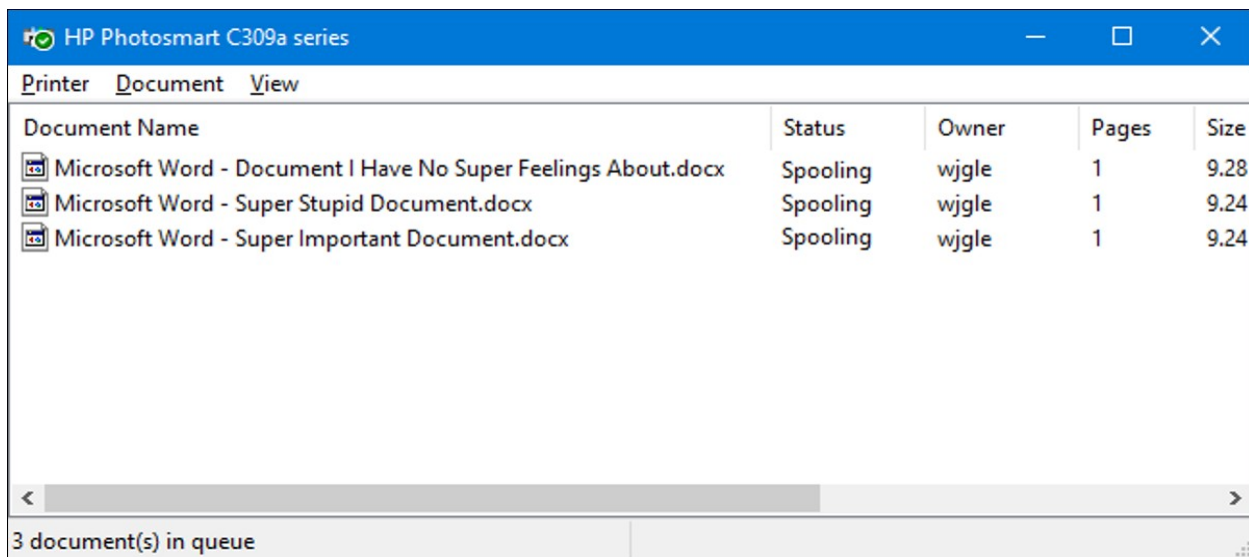 HP Photosmart C309a series
Printer Document View
Document Name Status Owner Pages Size
Microsoft Word - Document I Have No Super Feelings About.docx Spooling wjgle 1 9.28
Microsoft Word - Super Stupid Document.docx Spooling wjgle 1 9.24
Microsoft Word - Super Important Document.docx Spooling wjgle 1 9.24
3 document(s) in queue